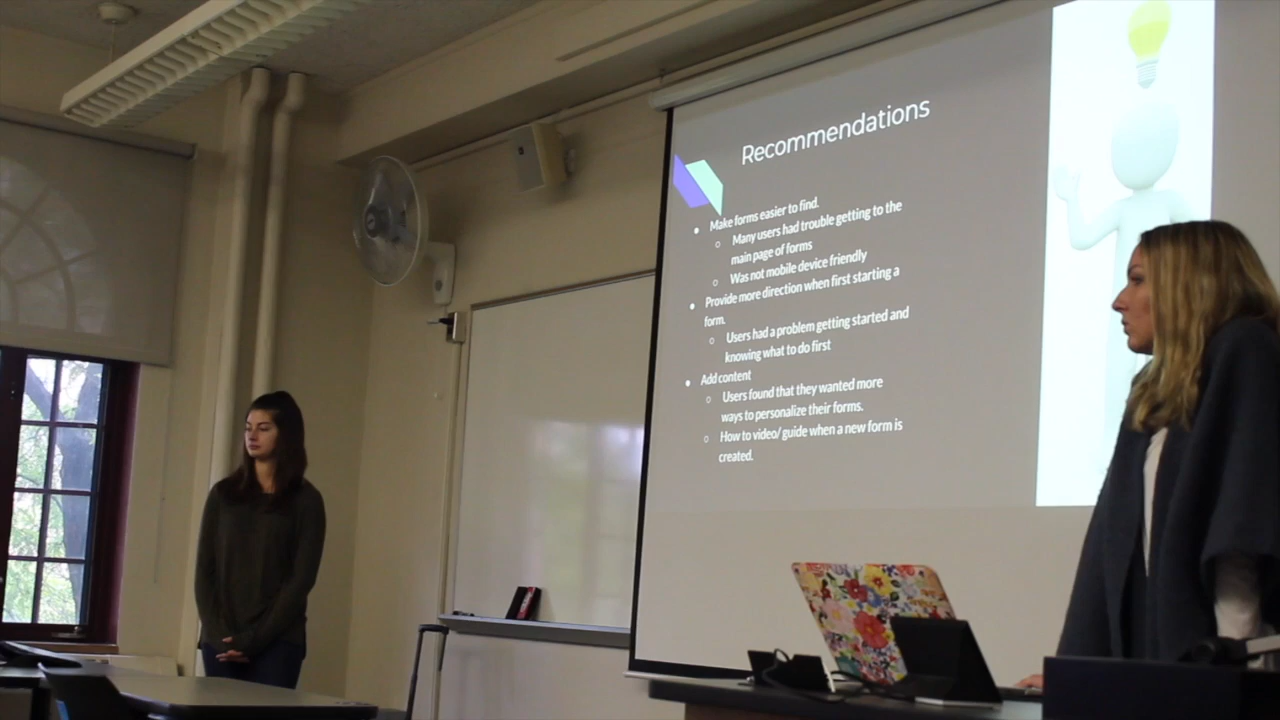 Recommendations
Make forms easier to find.
Many users had trouble getting to the
main page of forms
Was not mobile device friendly
Provide more direction when first starting a
form.
Users had a problem getting started and
knowing what to do first
Add content
Users found that they wanted more
ways to personalize their forms.
How to video/ guide when a new form is
created.